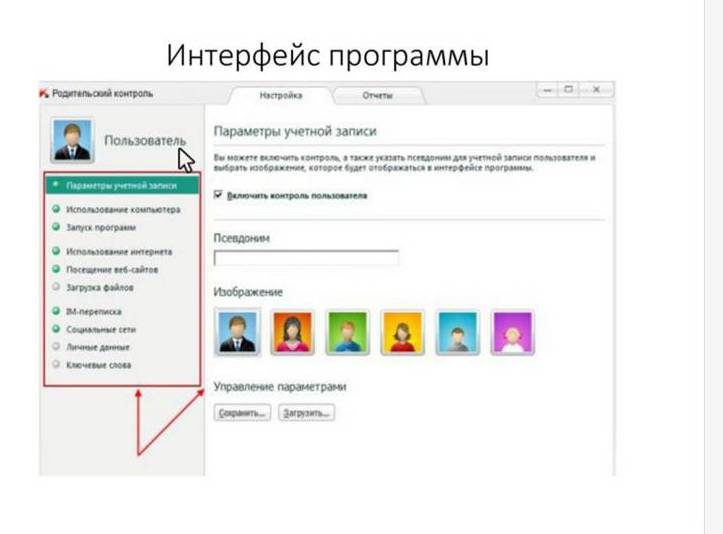 Интерфейс программы
Родительский контроль
Настройка
Отчеты
Пользователь
Параметры учетной записи
Использование компьютера
Запуск программ
Использование интернета
Посещение веб-сайтов
Загрузка файлов
IM-переписка
Социальные сети
Личные данные
Ключевые слова
Параметры учетной записи
Вы можете включить контроль, а также указать псевдоним для учетной записи пользователя и
выбрать изображение, которое будет отображаться в интерфейсе программы.
Включить контроль пользователя
Псевдоним
Изображение
Управление параметрами
Сохранить...
Загрузить...